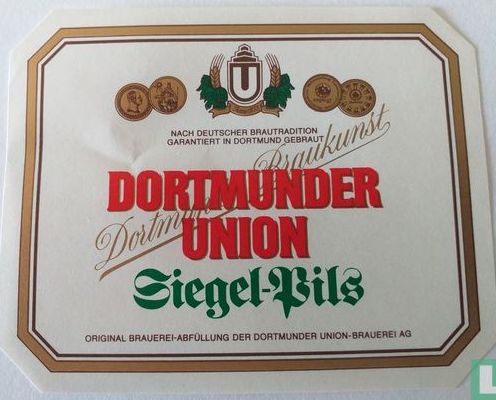 U
NACH DEUTSCHER BRAUTRADITION
GARANTIERT IN DORTMUND GEBRAUT
Braukunst
DORTMUNDER
UNION
Siegel-Pils
ORIGINAL BRAUEREI-ABFÜLLUNG DER DORTMUNDER UNION-BRAUEREI AG